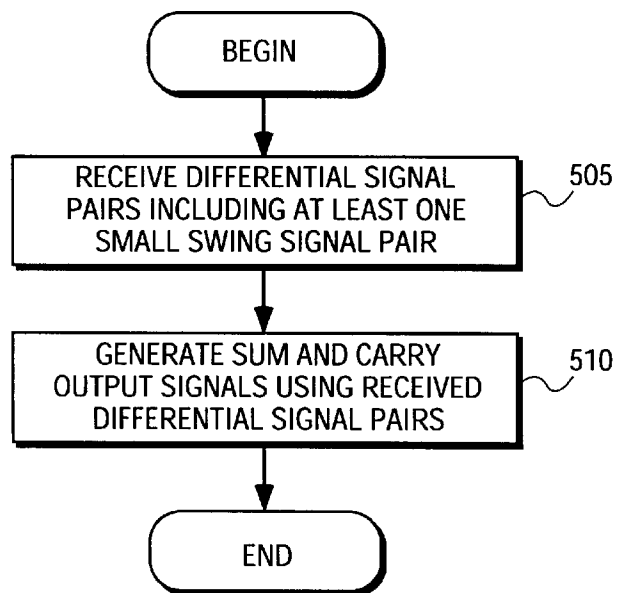 BEGIN
RECEIVE DIFFERENTIAL SIGNAL
PAIRS INCLUDING AT LEAST ONE
SMALL SWING SIGNAL PAIR
505
GENERATE SUM AND CARRY
OUTPUT SIGNALS USING RECEIVED
DIFFERENTIAL SIGNAL PAIRS
510
END